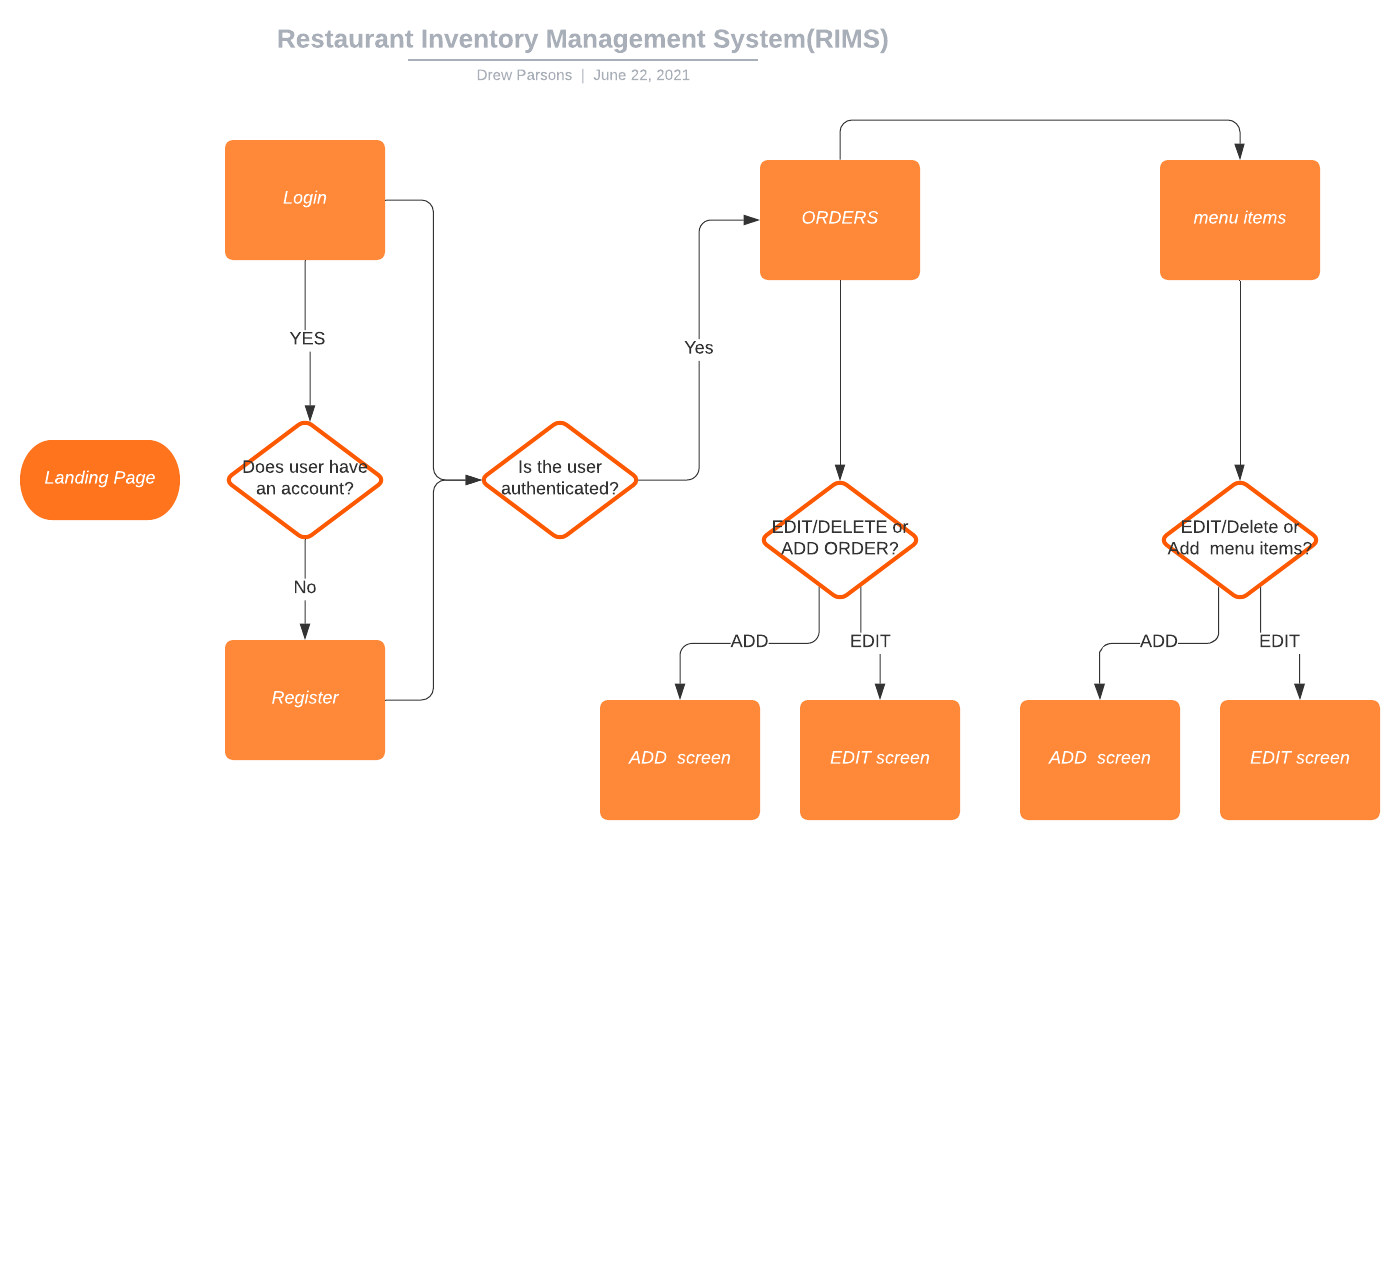 Restaurant Inventory Management System(RIMS)
Drew Parsons | June 22, 2021
Login
ORDERS
menu items
YES
Yes
Landing Page
Does user have
an account?
Is the user
authenticated?
EDIT/DELETE or
ADD ORDER?
EDIT/Delete or
Add  menu items?
No
ADD
EDIT
ADD
EDIT
Register
ADD  screen
EDIT screen
ADD  screen
EDIT screen